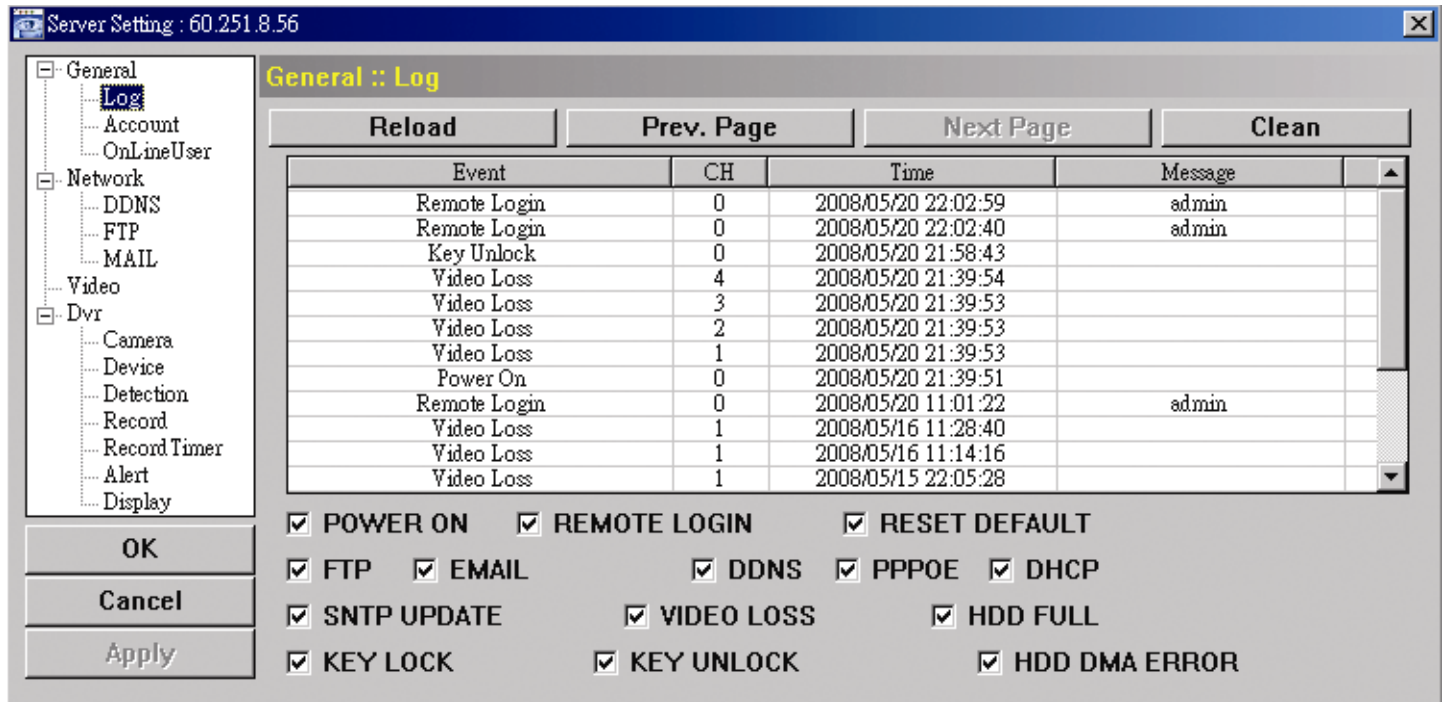 Server Setting : 60.251.8.56
General
Log
Account
OnLineUser
Network
DDNS
FTP
MAIL
Video
Dvr
Camera
Device
Detection
Record
Record Timer
Alert
Display
OK
Cancel
Apply
General :: Log
Reload Prev. Page Next Page Clean
Event CH Time Message
Remote Login 0 2008/05/20 22:02:59 admin
Remote Login 0 2008/05/20 22:02:40 admin
Key Unlock 0 2008/05/20 21:58:43
Video Loss 4 2008/05/20 21:39:54
Video Loss 3 2008/05/20 21:39:53
Video Loss 2 2008/05/20 21:39:53
Video Loss 1 2008/05/20 21:39:53
Power On 0 2008/05/20 21:39:51
Remote Login 0 2008/05/20 11:01:22 admin
Video Loss 1 2008/05/16 11:28:40
Video Loss 1 2008/05/16 11:14:16
Video Loss 1 2008/05/15 22:05:28
POWER ON REMOTE LOGIN RESET DEFAULT
FTP EMAIL DDNS PPPOE DHCP
SNTP UPDATE VIDEO LOSS HDD FULL
KEY LOCK KEY UNLOCK HDD DMA ERROR